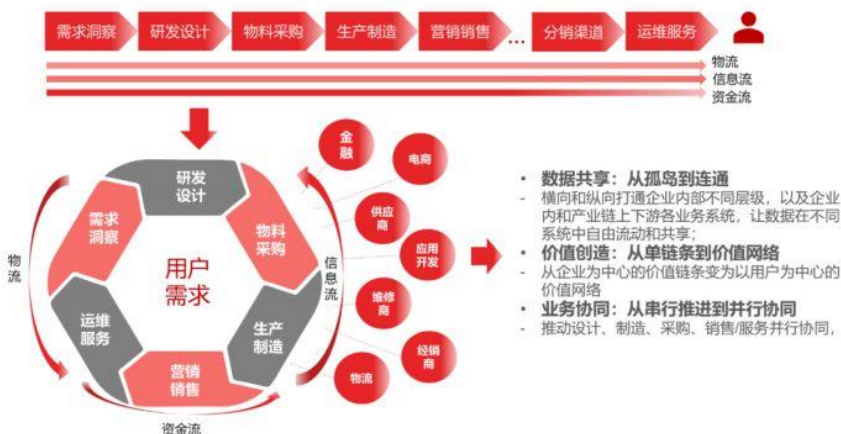 需求洞察
研发设计
物料采购
生产制造
营销销售
...
分销渠道
运维服务
物流
信息流
资金流
研发
设计
物料
采购
生产
制造
营销
销售
运维
服务
需求
洞察
用户
需求
物流
信息流
资金流
金融
电商
供应
商
应用
开发
维修
商
经销
商
物流
• 数据共享：从孤岛到连通
- 横向和纵向打通企业内部不同层级，以及企业
内和产业链上下游各业务系统，让数据在不同
系统中自由流动和共享；
• 价值创造：从单链条到价值网络
- 从企业为中心的价值链条变为以用户为中心的
价值网络
• 业务协同：从串行推进到并行协同
- 推动设计、制造、采购、销售/服务并行协同，